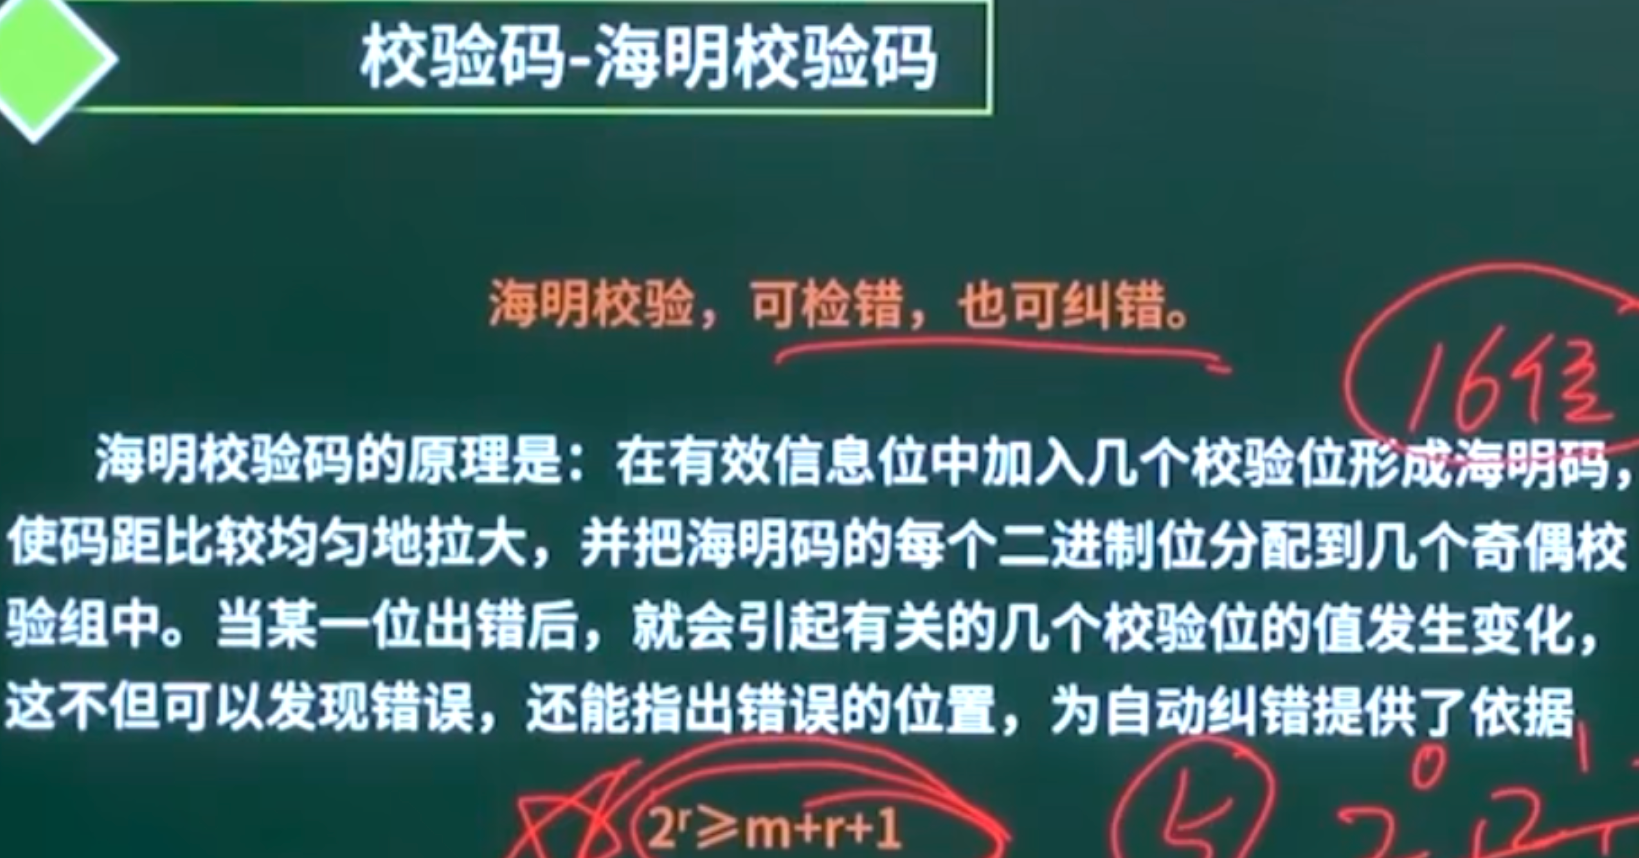 校验码-海明校验码
海明校验，可检错，也可纠错。
16位
海明校验码的原理是：在有效信息位中加入几个校验位形成海明码，
使码距比较均匀地拉大，并把海明码的每个二进制位分配到几个奇偶校
验组中。当某一位出错后，就会引起有关的几个校验位的值发生变化，
这不但可以发现错误，还能指出错误的位置，为自动纠错提供了依据
2ʳ≥m+r+1
5 2⁰ 2¹